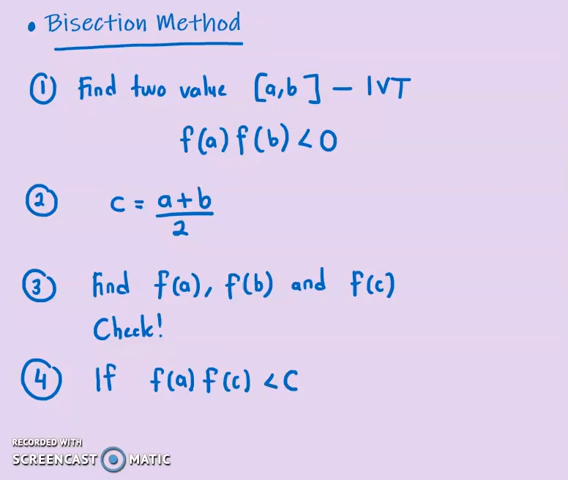 • Bisection Method
① Find two value [a,b] – IVT
f(a) f(b) < 0
② c = a+b
2
③ Find f(a), f(b) and f(c)
Check!
④ If f(a) f(c) < C
RECORDED WITH
SCREENCAST MATIC